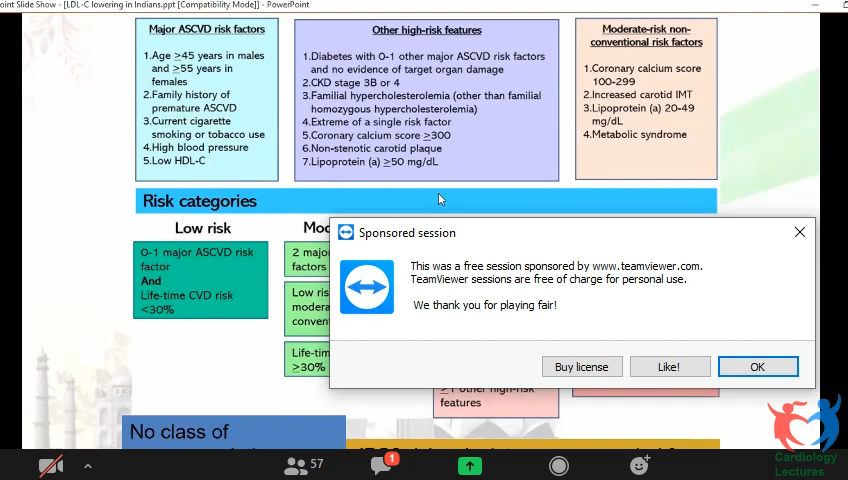 oint Slide Show - [LDL-C lowering in Indians.ppt [Compatibility Mode]] - PowerPoint
Major ASCVD risk factors
1.Age ≥45 years in males
and ≥55 years in
females
2.Family history of
premature ASCVD
3.Current cigarette
smoking or tobacco use
4.High blood pressure
5.Low HDL-C
Other high-risk features
1.Diabetes with 0-1 other major ASCVD risk factors
and no evidence of target organ damage
2.CKD stage 3B or 4
3.Familial hypercholesterolemia (other than familial
homozygous hypercholesterolemia)
4.Extreme of a single risk factor
5.Coronary calcium score ≥300
6.Non-stenotic carotid plaque
7.Lipoprotein (a) ≥50 mg/dL
Moderate-risk non-
conventional risk factors
1.Coronary calcium score
100-299
2.Increased carotid IMT
3.Lipoprotein (a) 20-49
mg/dL
4.Metabolic syndrome
Risk categories
Low risk
0-1 major ASCVD risk
factor
And
Life-time CVD risk
<30%
Mod
2 major
factors
Low ris
modera
convent
Life-tim
≥30%
Sponsored session
This was a free session sponsored by www.teamviewer.com.
TeamViewer sessions are free of charge for personal use.
We thank you for playing fair!
Buy license
Like!
OK
≥1 other high-risk
features
No class of
57
1
Cardiology
Lectures